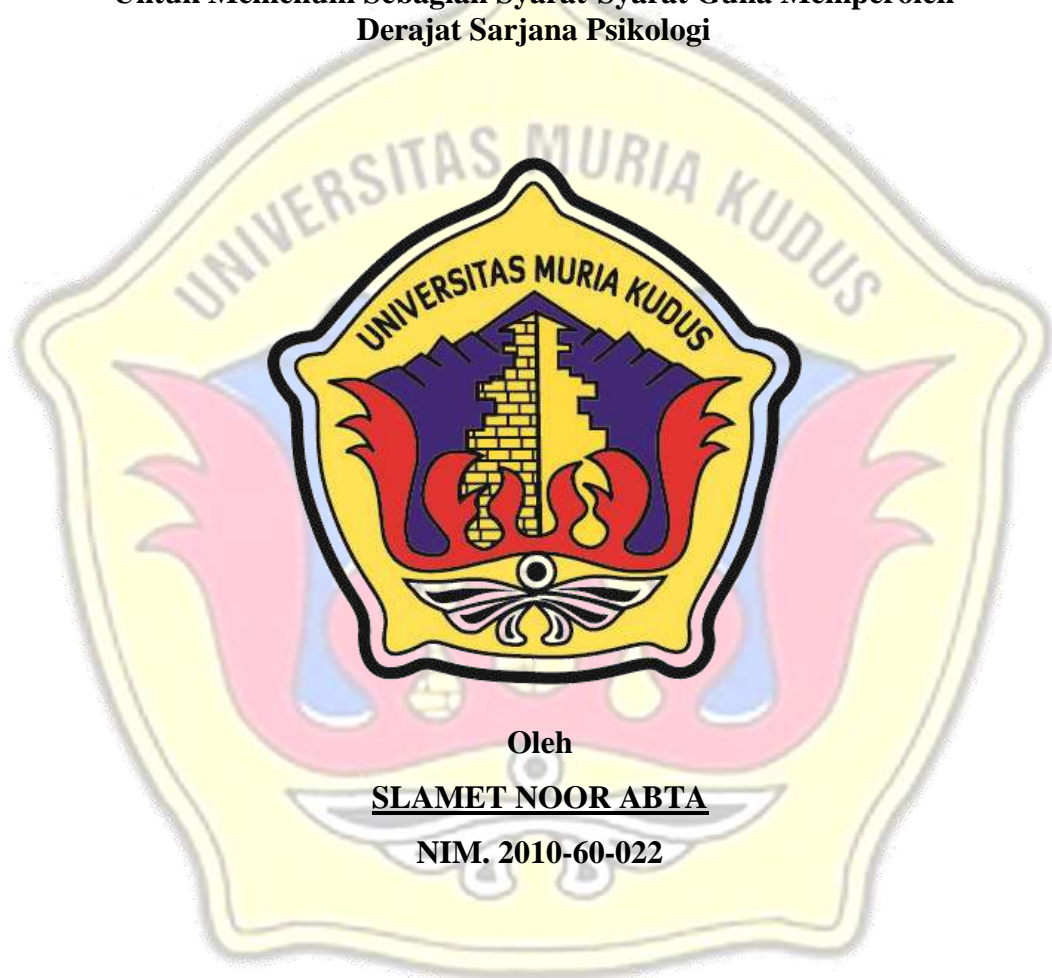 Untuk Memenuhi Sebagian Syarat-Syarat Guna Memperoleh
Derajat Sarjana Psikologi
UNIVERSITAS MURIA KUDUS
UNIVERSITAS MURIA KUDUS
Oleh
SLAMET NOOR ABTA
NIM. 2010-60-022